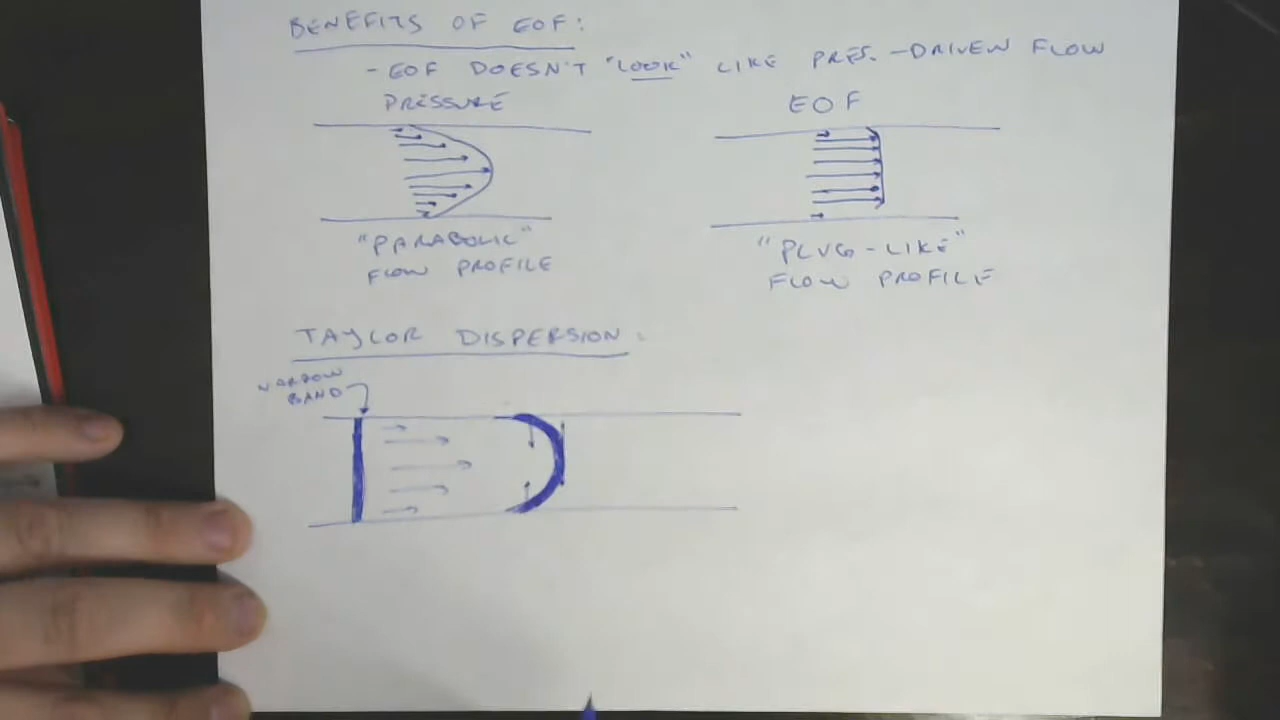 BENEFITS OF EOF:
- EOF DOESN'T "LOOK" LIKE PRES. -DRIVEN FLOW
PRESSURE
EOF
"PARABOLIC"
FLOW PROFILE
"PLUG-LIKE"
FLOW PROFILE
TAYLOR DISPERSION:
NARROW
BAND